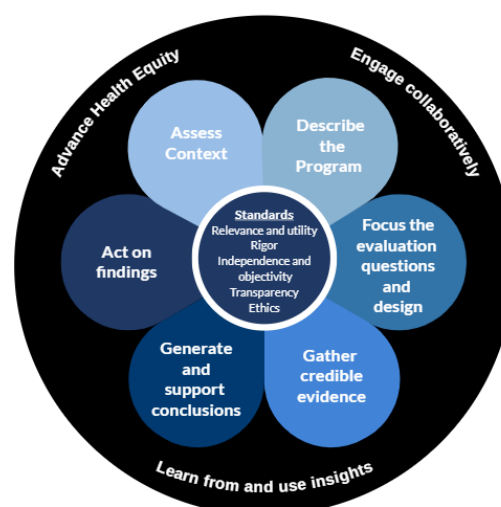 Advance Health Equity
Engage collaboratively
Assess
Context
Describe
the
Program
Standards
Relevance and utility
Rigor
Independence and
objectivity
Transparency
Ethics
Act on
findings
Focus the
evaluation
questions
and
design
Generate
and
support
conclusions
Gather
credible
evidence
Learn from and use insights